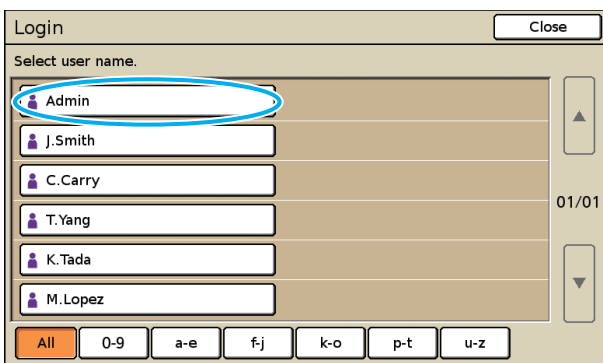 Login Close
Select user name.
Admin
J.Smith
C.Carry
01/01
T.Yang
K.Tada
M.Lopez
All 0-9 a-e f-j k-o p-t u-z